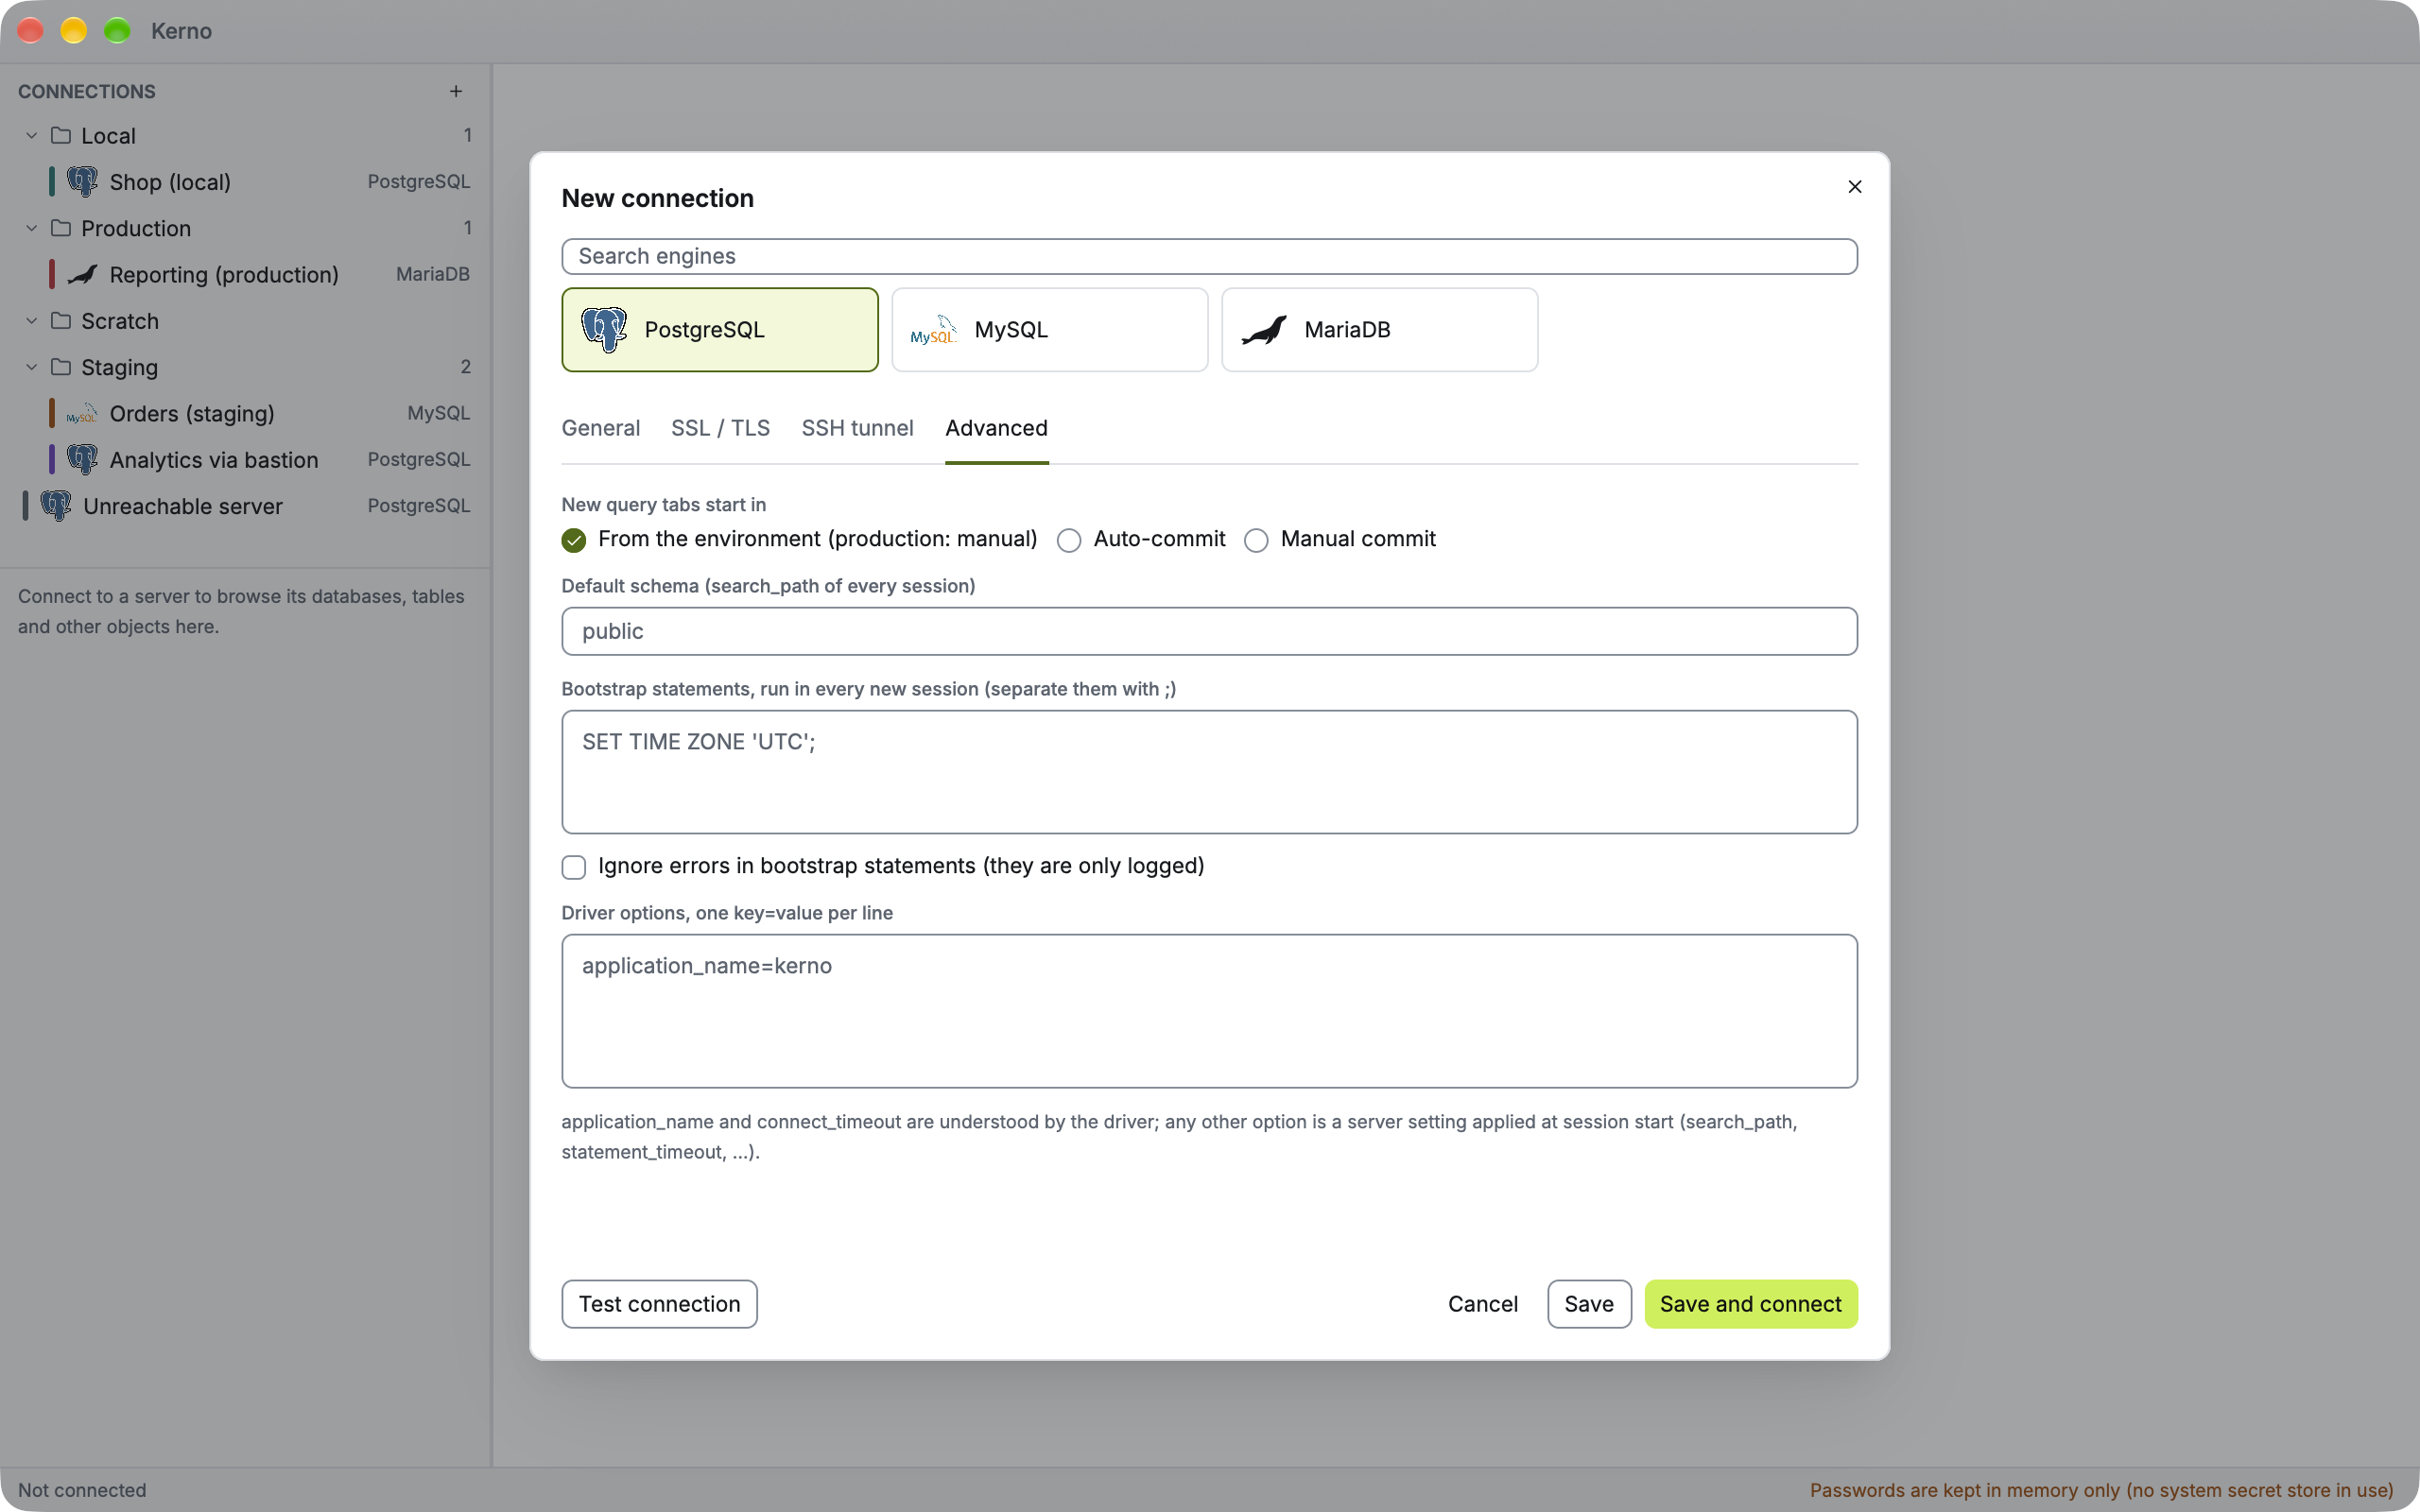 Kerno
CONNECTIONS
Local 1
Shop (local) PostgreSQL
Production 1
Reporting (production) MariaDB
Scratch
Staging 2
MySQL Orders (staging) MySQL
Analytics via bastion PostgreSQL
Unreachable server PostgreSQL
Connect to a server to browse its databases, tables
and other objects here.
New connection
Search engines
PostgreSQL
MySQL MySQL
MariaDB
General SSL / TLS SSH tunnel Advanced
New query tabs start in
From the environment (production: manual) Auto-commit Manual commit
Default schema (search_path of every session)
public
Bootstrap statements, run in every new session (separate them with ;)
SET TIME ZONE 'UTC';
Ignore errors in bootstrap statements (they are only logged)
Driver options, one key=value per line
application_name=kerno
application_name and connect_timeout are understood by the driver; any other option is a server setting applied at session start (search_path,
statement_timeout, ...).
Test connection Cancel Save Save and connect
Not connected Passwords are kept in memory only (no system secret store in use)